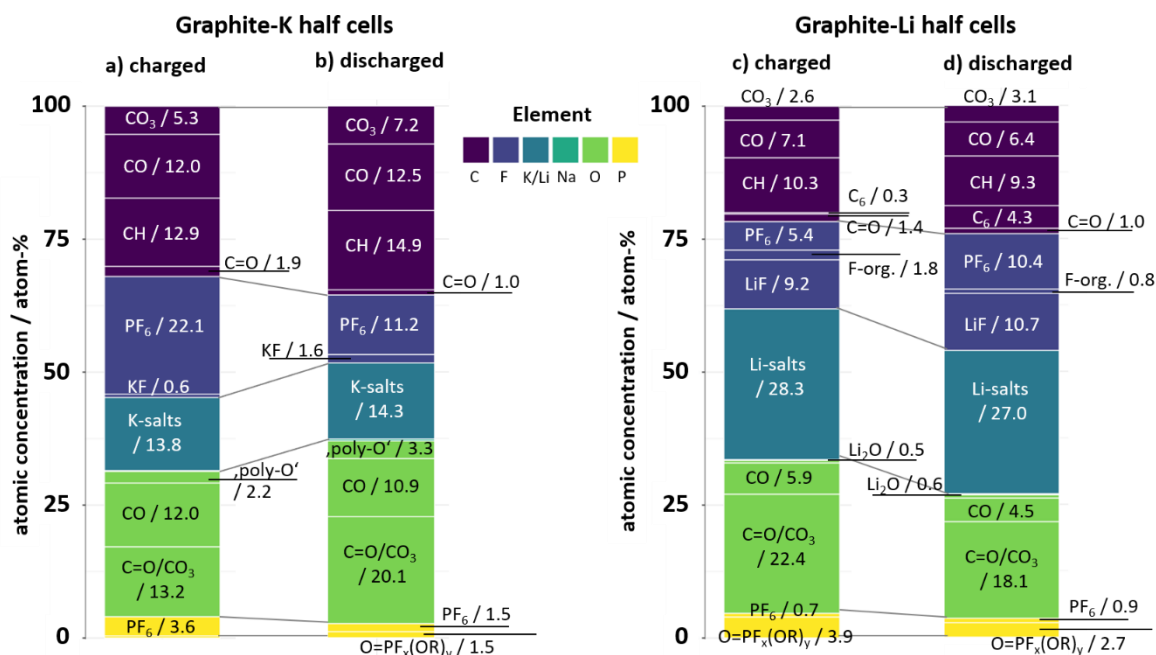 Graphite-K half cells
a) charged
b) discharged
Graphite-Li half cells
c) charged
d) discharged
Element
C F K/Li Na O P
atomic concentration / atom-%
100
75
50
25
0
CO₃ / 5.3
CO / 12.0
CH / 12.9
C=O / 1.9
PF₆ / 22.1
KF / 0.6
K-salts
/ 13.8
‚poly-O‘
/ 2.2
CO / 12.0
C=O/CO₃
/ 13.2
PF₆ / 3.6
CO₃ / 7.2
CO / 12.5
CH / 14.9
C=O / 1.0
PF₆ / 11.2
KF / 1.6
K-salts
/ 14.3
‚poly-O‘ / 3.3
CO / 10.9
C=O/CO₃
/ 20.1
PF₆ / 1.5
O=PFₓ(OR)ᵧ / 1.5
atomic concentration / atom-%
100
75
50
25
0
CO₃ / 2.6
CO / 7.1
CH / 10.3
C₆ / 0.3
C=O / 1.4
PF₆ / 5.4
F-org. / 1.8
LiF / 9.2
Li-salts
/ 28.3
Li₂O / 0.5
CO / 5.9
C=O/CO₃
/ 22.4
PF₆ / 0.7
O=PFₓ(OR)ᵧ / 3.9
CO₃ / 3.1
CO / 6.4
CH / 9.3
C₆ / 4.3
C=O / 1.0
PF₆ / 10.4
F-org. / 0.8
LiF / 10.7
Li-salts
/ 27.0
Li₂O / 0.6
CO / 4.5
C=O/CO₃
/ 18.1
PF₆ / 0.9
O=PFₓ(OR)ᵧ / 2.7